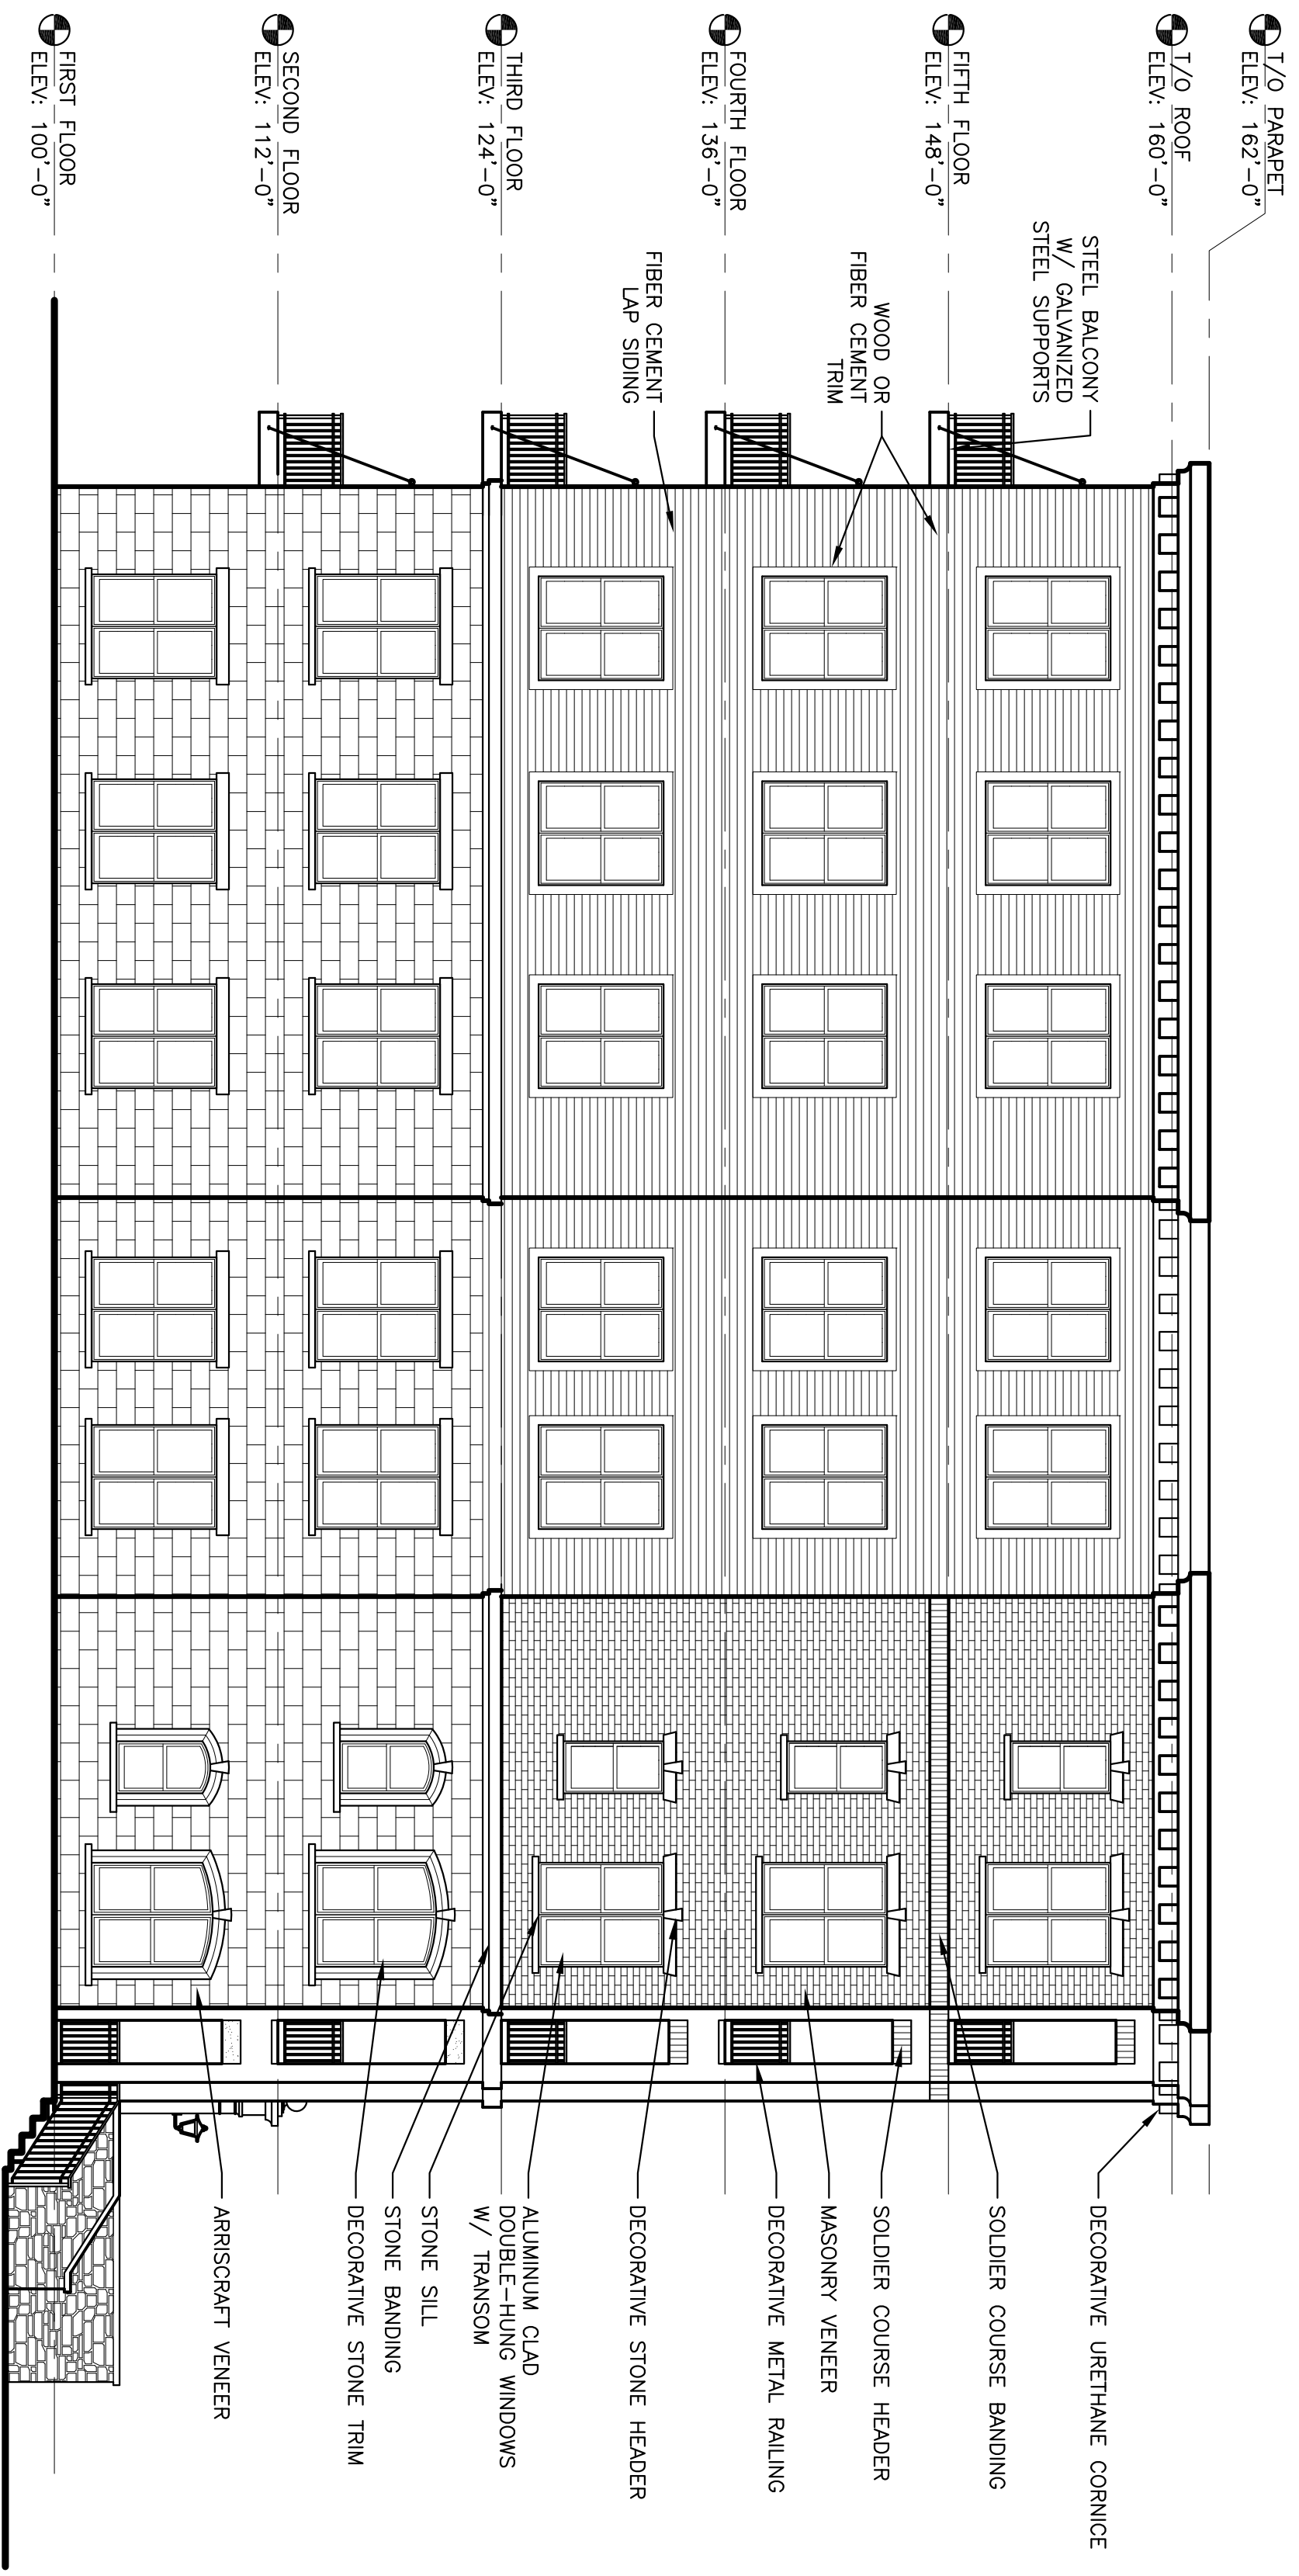 T/O PARAPET
ELEV: 162'-0"
T/O ROOF
ELEV: 160'-0"
FIFTH FLOOR
ELEV: 148'-0"
FOURTH FLOOR
ELEV: 136'-0"
THIRD FLOOR
ELEV: 124'-0"
SECOND FLOOR
ELEV: 112'-0"
FIRST FLOOR
ELEV: 100'-0"
STEEL BALCONY
W/ GALVANIZED
STEEL SUPPORTS
WOOD OR
FIBER CEMENT
TRIM
FIBER CEMENT
LAP SIDING
DECORATIVE URETHANE CORNICE
SOLDIER COURSE BANDING
SOLDIER COURSE HEADER
MASONRY VENEER
DECORATIVE METAL RAILING
DECORATIVE STONE HEADER
ALUMINUM CLAD
DOUBLE-HUNG WINDOWS
W/ TRANSOM
STONE SILL
STONE BANDING
DECORATIVE STONE TRIM
ARRISCRAFT VENEER